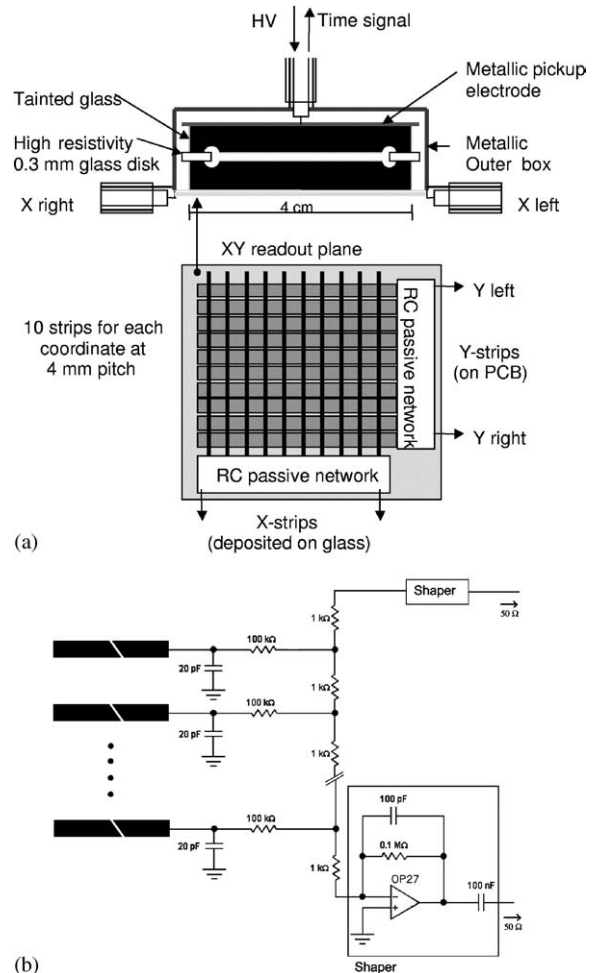 HV
Time signal
Tainted glass
Metallic pickup
electrode
High resistivity
0.3 mm glass disk
Metallic
Outer box
X right
4 cm
X left
XY readout plane
10 strips for each
coordinate at
4 mm pitch
RC passive network
Y left
Y-strips
(on PCB)
Y right
RC passive network
X-strips
(deposited on glass)
(a)
Shaper
50 Ω
1 kΩ
100 kΩ
20 pF
1 kΩ
100 kΩ
20 pF
1 kΩ
100 kΩ
20 pF
1 kΩ
100 pF
0.1 MΩ
OP27
-
+
100 nF
50 Ω
Shaper
(b)